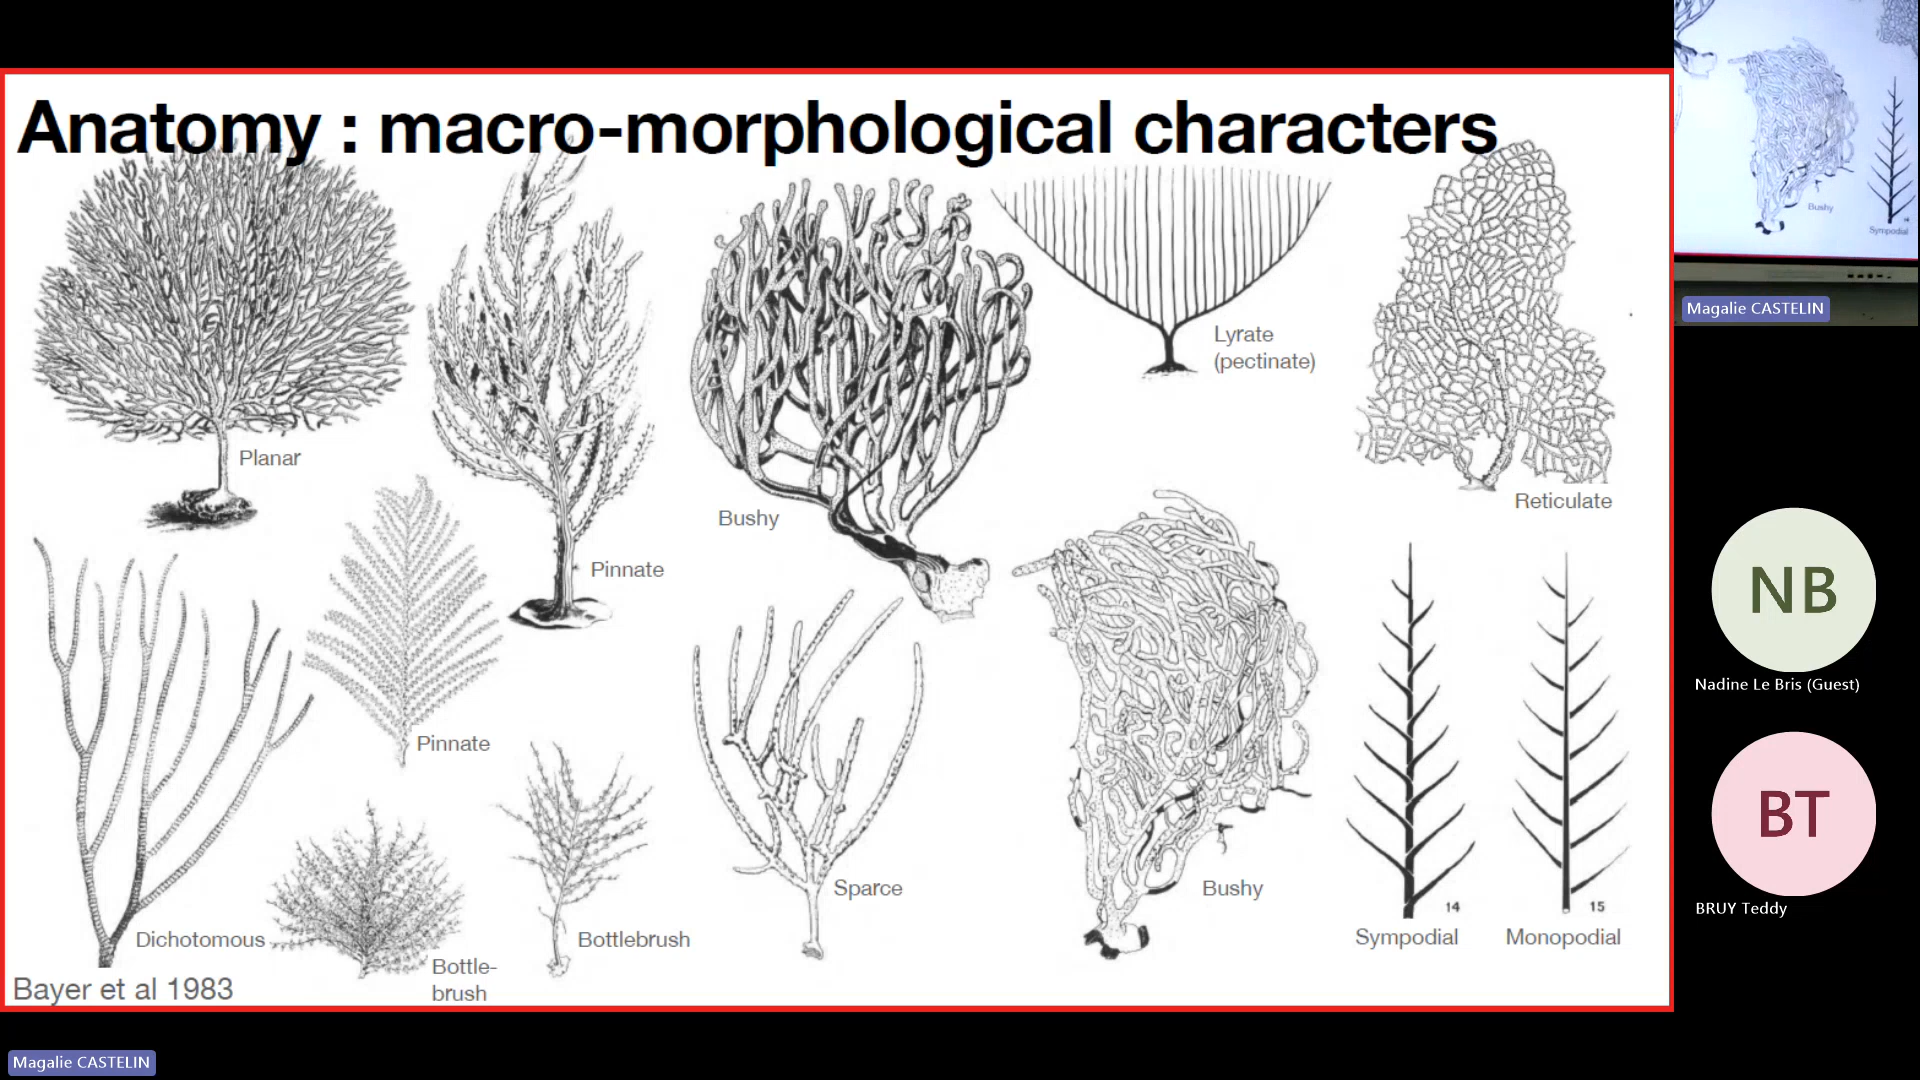 Anatomy : macro-morphological characters
Planar
Pinnate
Bushy
Lyrate
(pectinate)
Reticulate
Dichotomous
Pinnate
Bottle-
brush
Bottlebrush
Sparce
Bushy
14
Sympodial
15
Monopodial
Bayer et al 1983
Magalie CASTELIN
Bushy
14
Sympodial
Magalie CASTELIN
NB
Nadine Le Bris (Guest)
BT
BRUY Teddy